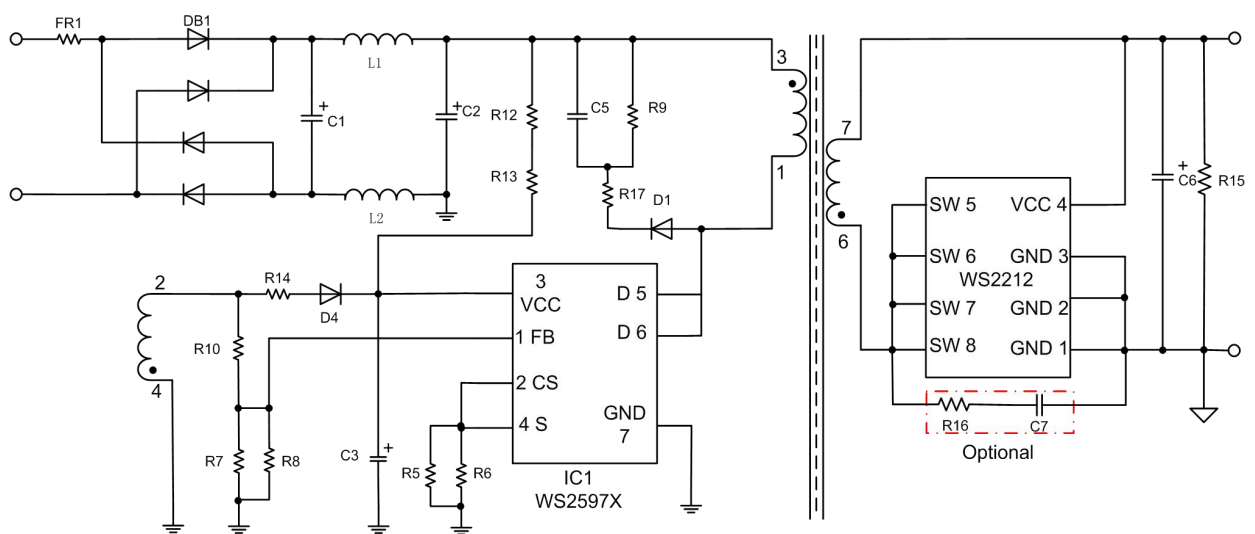 FR1
DB1
L1
C1
C2
L2
R12
R13
C5
R9
R17
D1
3
1
7
6
SW 5
SW 6
SW 7
SW 8
VCC 4
GND 3
WS2212
GND 2
GND 1
C6
R15
R16
C7
Optional
2
4
R14
D4
R10
R7
R8
C3
R5
R6
3
VCC
1 FB
2 CS
4 S
D 5
D 6
GND
7
IC1
WS2597X
+
+
+
+